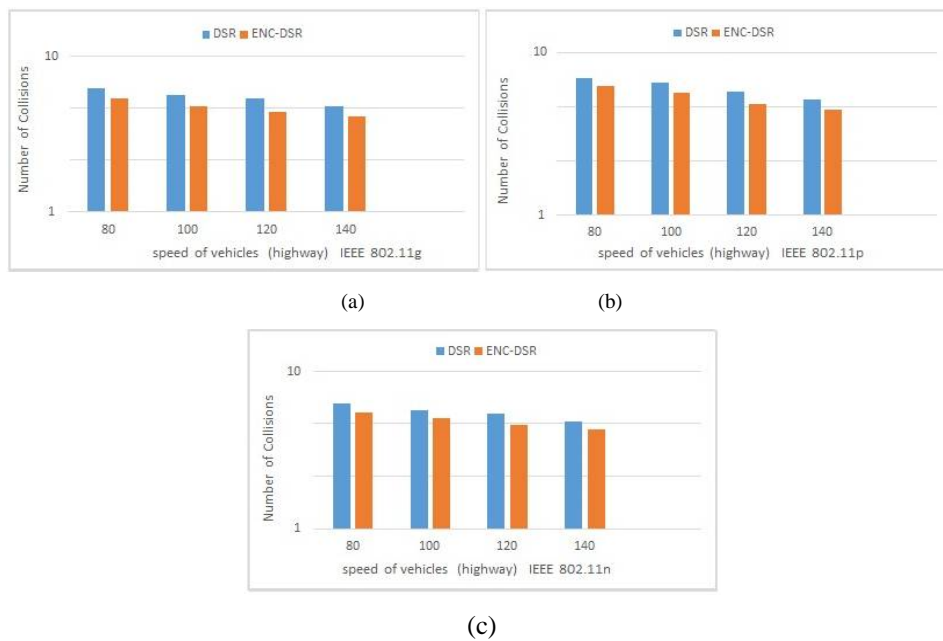 DSR ENC-DSR
10
Number of Collisions
1
80 100 120 140
speed of vehicles (highway) IEEE 802.11g
(a)
DSR ENC-DSR
10
Number of Collisions
1
80 100 120 140
speed of vehicles (highway) IEEE 802.11p
(b)
DSR ENC-DSR
10
Number of Collisions
1
80 100 120 140
speed of vehicles (highway) IEEE 802.11n
(c)